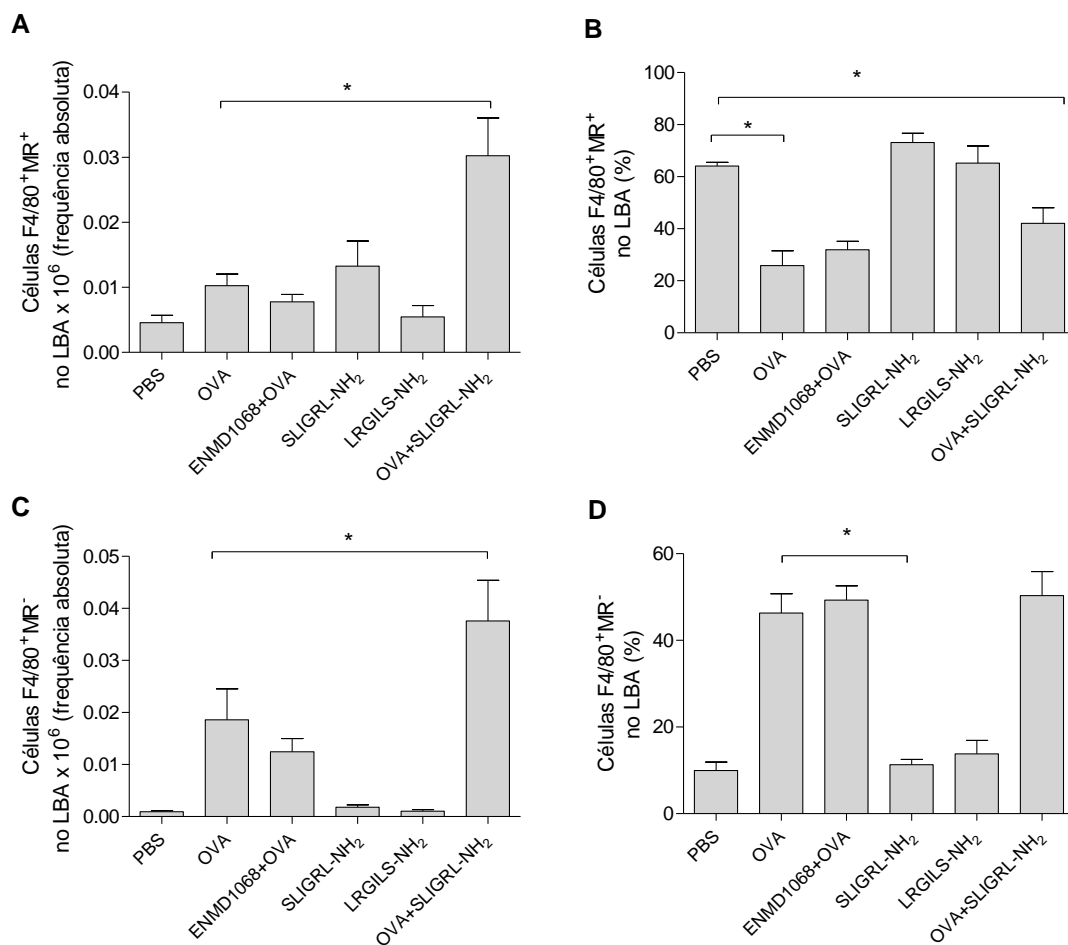 A
Células F4/80⁺MR⁺
no LBA x 10⁶ (frequência absoluta)
0.04
0.03
0.02
0.01
0.00
*
PBS
OVA
ENMD1068+OVA
SLIGRL-NH₂
LRGILS-NH₂
OVA+SLIGRL-NH₂
B
Células F4/80⁺MR⁺
no LBA (%)
100
80
60
40
20
0
*
*
PBS
OVA
ENMD1068+OVA
SLIGRL-NH₂
LRGILS-NH₂
OVA+SLIGRL-NH₂
C
Células F4/80⁺MR⁻
no LBA x 10⁶ (frequência absoluta)
0.05
0.04
0.03
0.02
0.01
0.00
*
PBS
OVA
ENMD1068+OVA
SLIGRL-NH₂
LRGILS-NH₂
OVA+SLIGRL-NH₂
D
Células F4/80⁺MR⁻
no LBA (%)
60
40
20
0
*
PBS
OVA
ENMD1068+OVA
SLIGRL-NH₂
LRGILS-NH₂
OVA+SLIGRL-NH₂